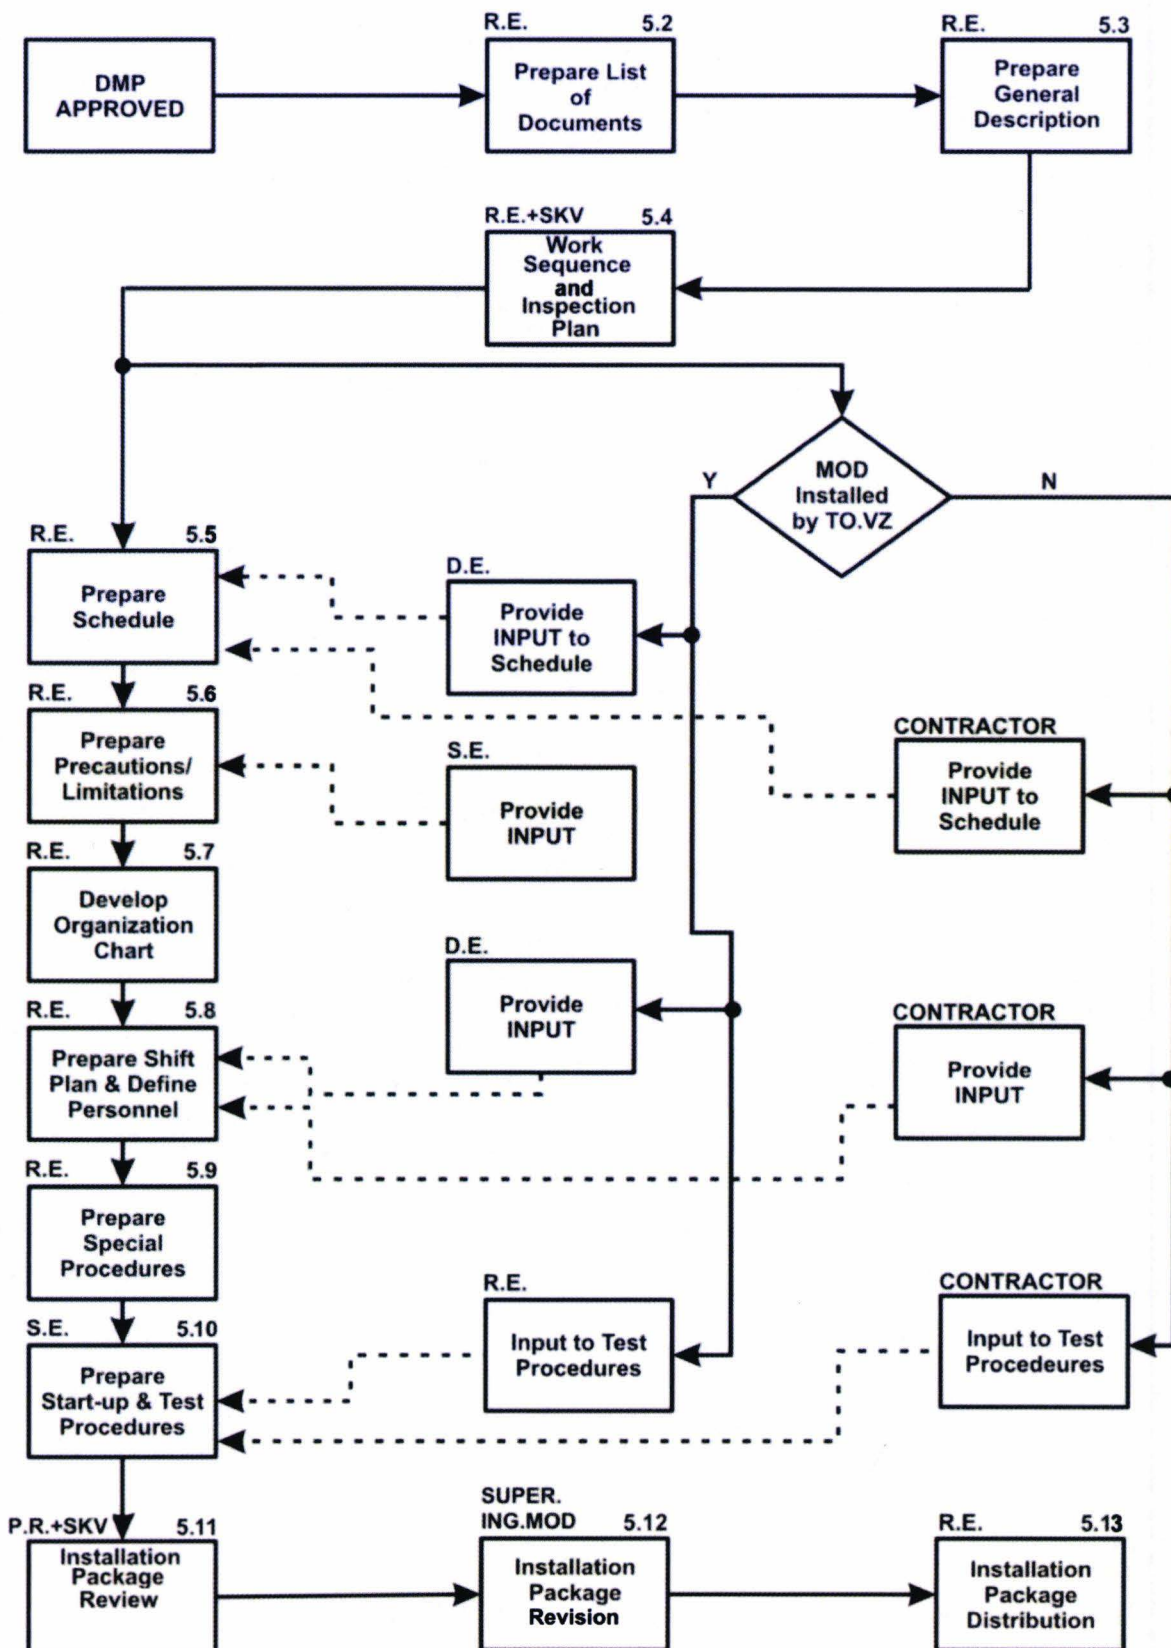 R.E. 5.2
R.E. 5.3
DMP
APPROVED
Prepare List
of
Documents
Prepare
General
Description
R.E.+SKV 5.4
Work
Sequence
and
Inspection
Plan
MOD
Installed
by TO.VZ
Y
N
R.E. 5.5
Prepare
Schedule
D.E.
Provide
INPUT to
Schedule
R.E. 5.6
Prepare
Precautions/
Limitations
S.E.
Provide
INPUT
CONTRACTOR
Provide
INPUT to
Schedule
R.E. 5.7
Develop
Organization
Chart
D.E.
Provide
INPUT
R.E. 5.8
Prepare Shift
Plan & Define
Personnel
CONTRACTOR
Provide
INPUT
R.E. 5.9
Prepare
Special
Procedures
R.E.
Input to Test
Procedures
CONTRACTOR
Input to Test
Procedeures
S.E. 5.10
Prepare
Start-up & Test
Procedures
P.R.+SKV 5.11
Installation
Package
Review
SUPER.
ING.MOD 5.12
Installation
Package
Revision
R.E. 5.13
Installation
Package
Distribution